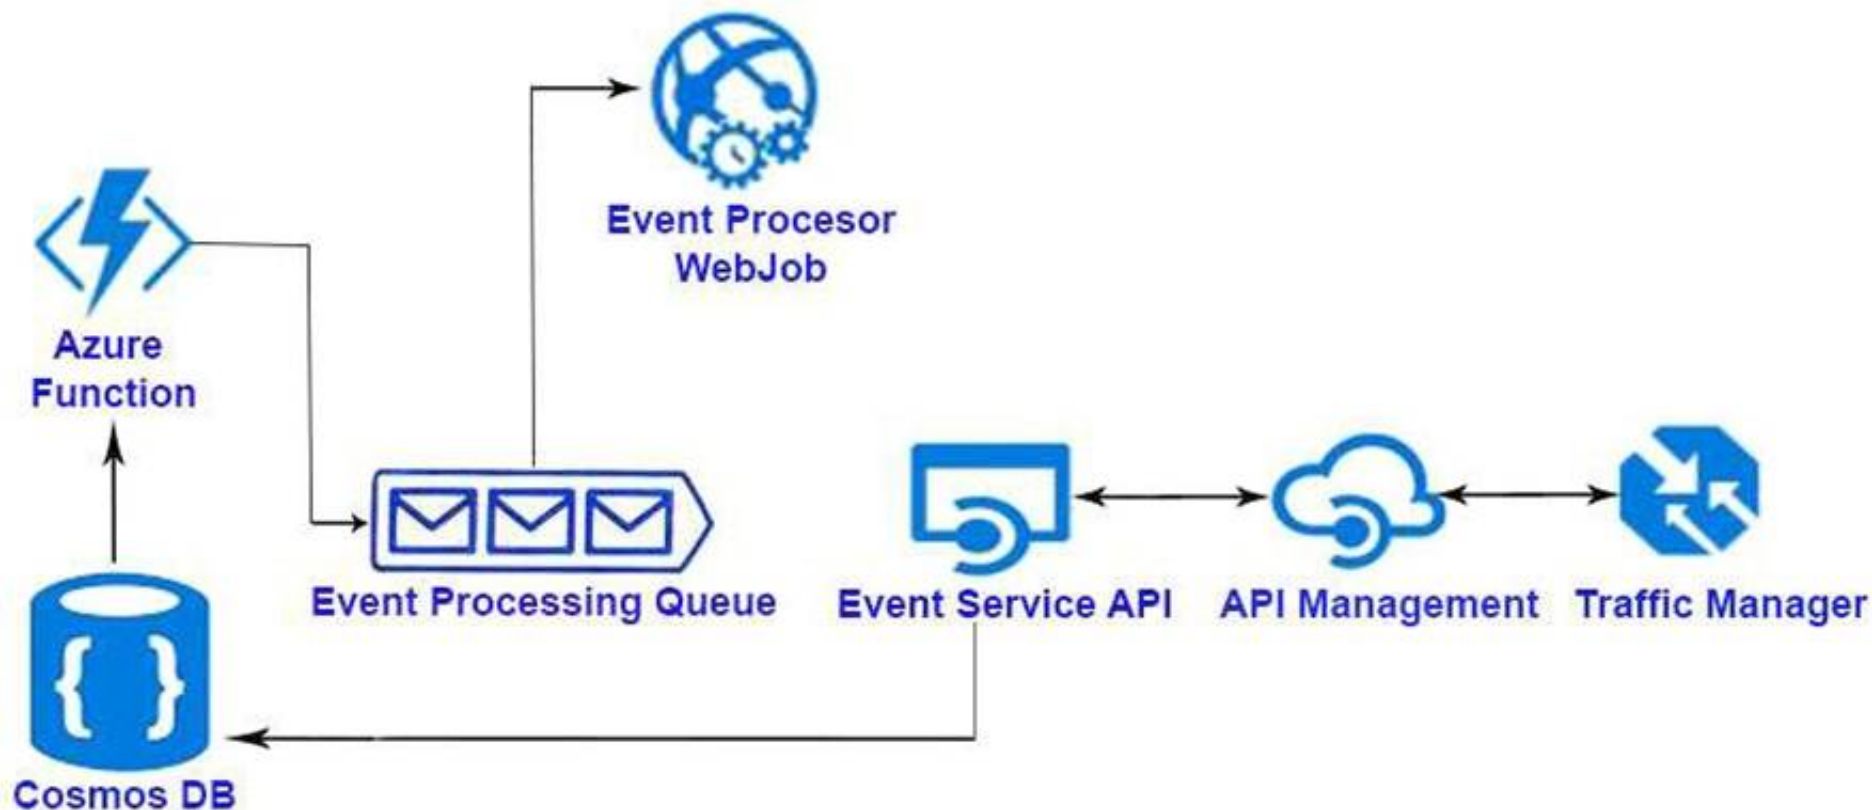 Event Procesor
WebJob
Azure
Function
Event Processing Queue
Event Service API
API Management
Traffic Manager
{ }
Cosmos DB